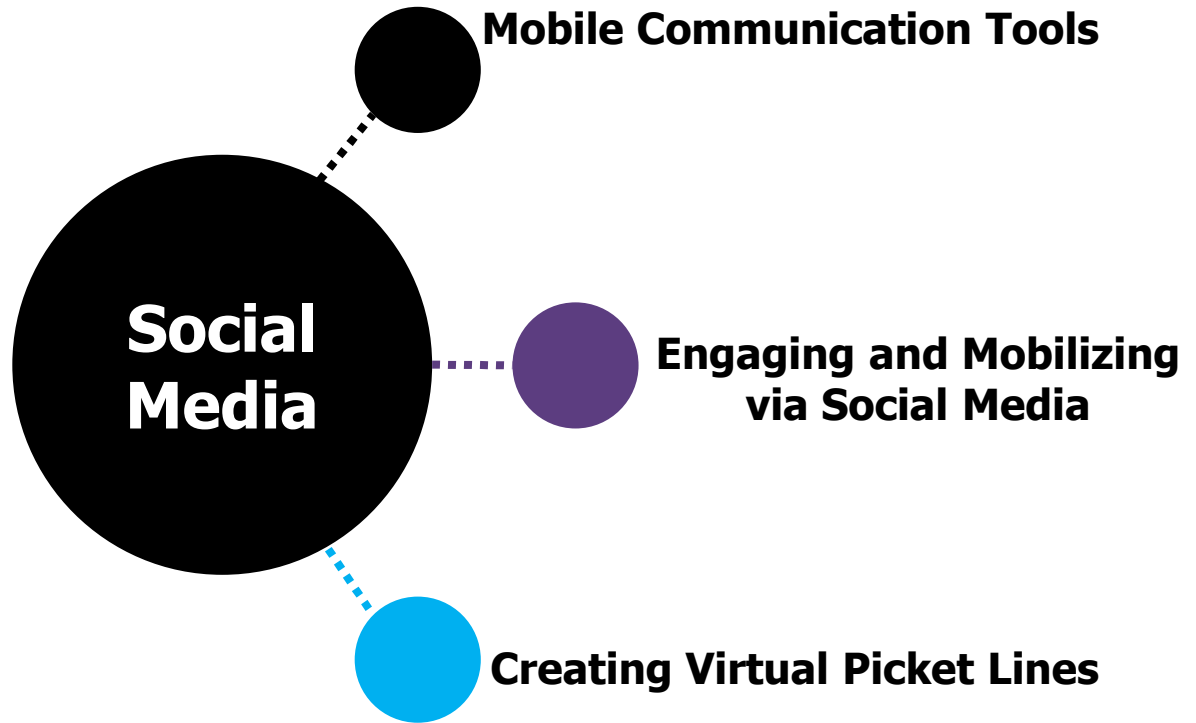 Mobile Communication Tools
Social
Media
Engaging and Mobilizing
via Social Media
Creating Virtual Picket Lines